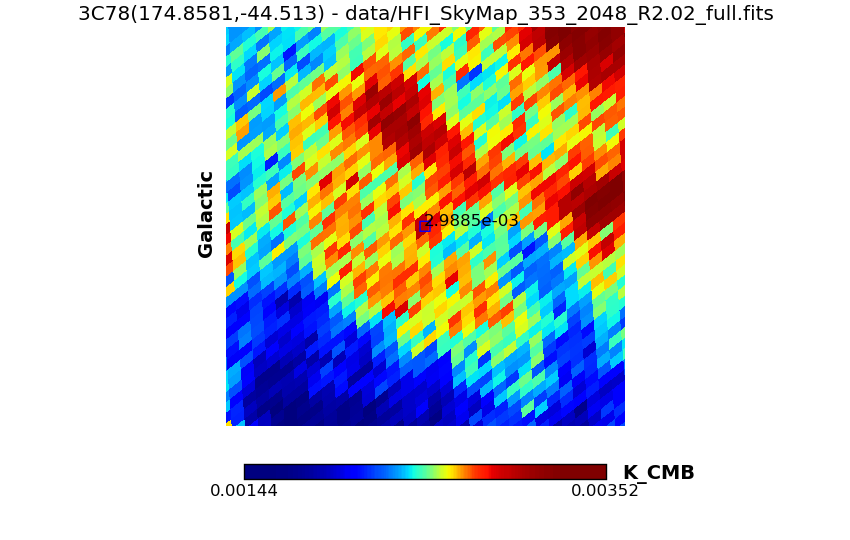 3C78(174.8581,-44.513) - data/HFI_SkyMap_353_2048_R2.02_full.fits
Galactic
2.9885e-03
K_CMB
0.00144
0.00352